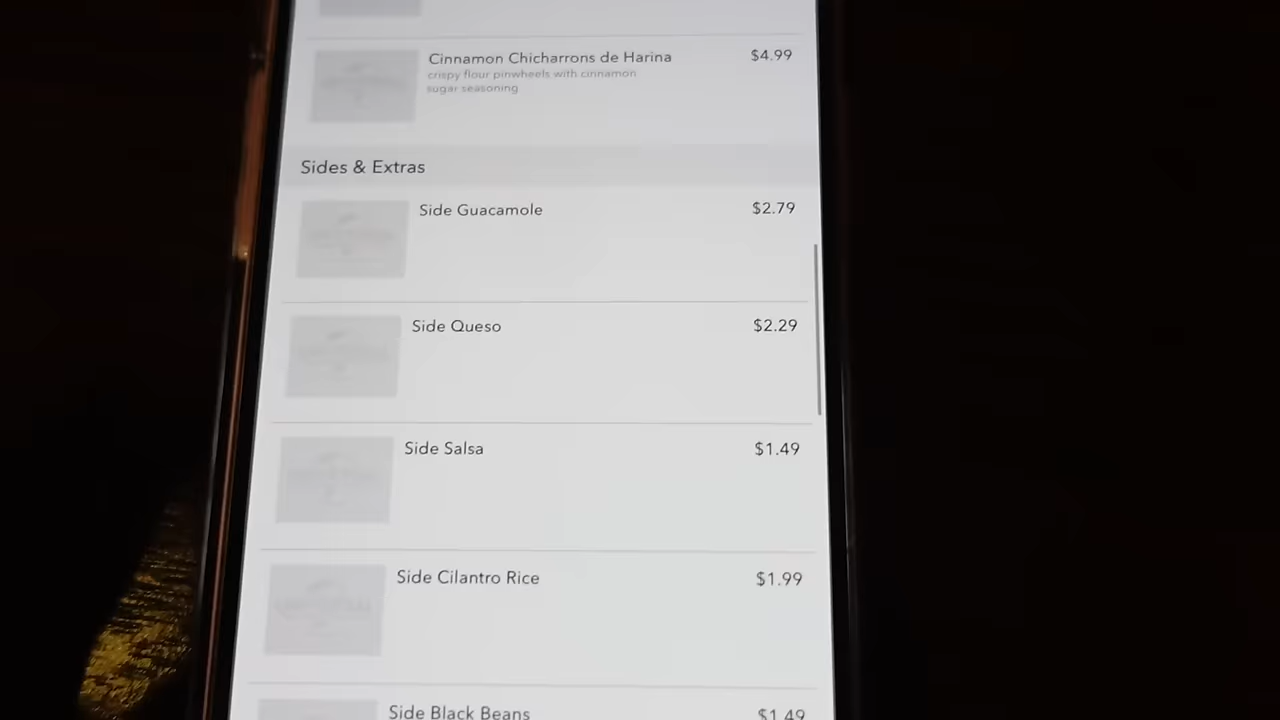 Cinnamon Chicharrons de Harina $4.99
crispy flour pinwheels with cinnamon
sugar seasoning
Sides & Extras
Side Guacamole $2.79
Side Queso $2.29
Side Salsa $1.49
Side Cilantro Rice $1.99
Side Black Beans $1.49